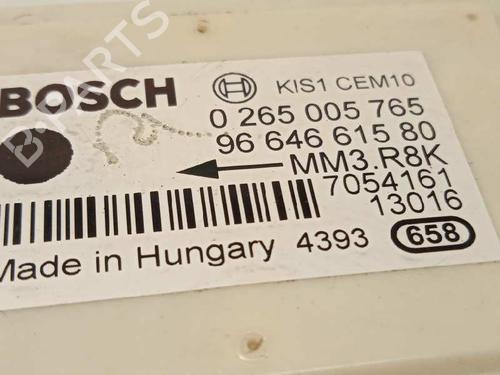 B-PARTS
BOSCH
KIS1 CEM10
0 265 005 765
96 646 615 80
MM3.R8K
7054161
13016
Made in Hungary 4393 658